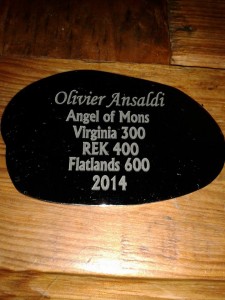 Olivier Ansaldi
Angel of Mons
Virginia 300
REK 400
Flatlands 600
2014